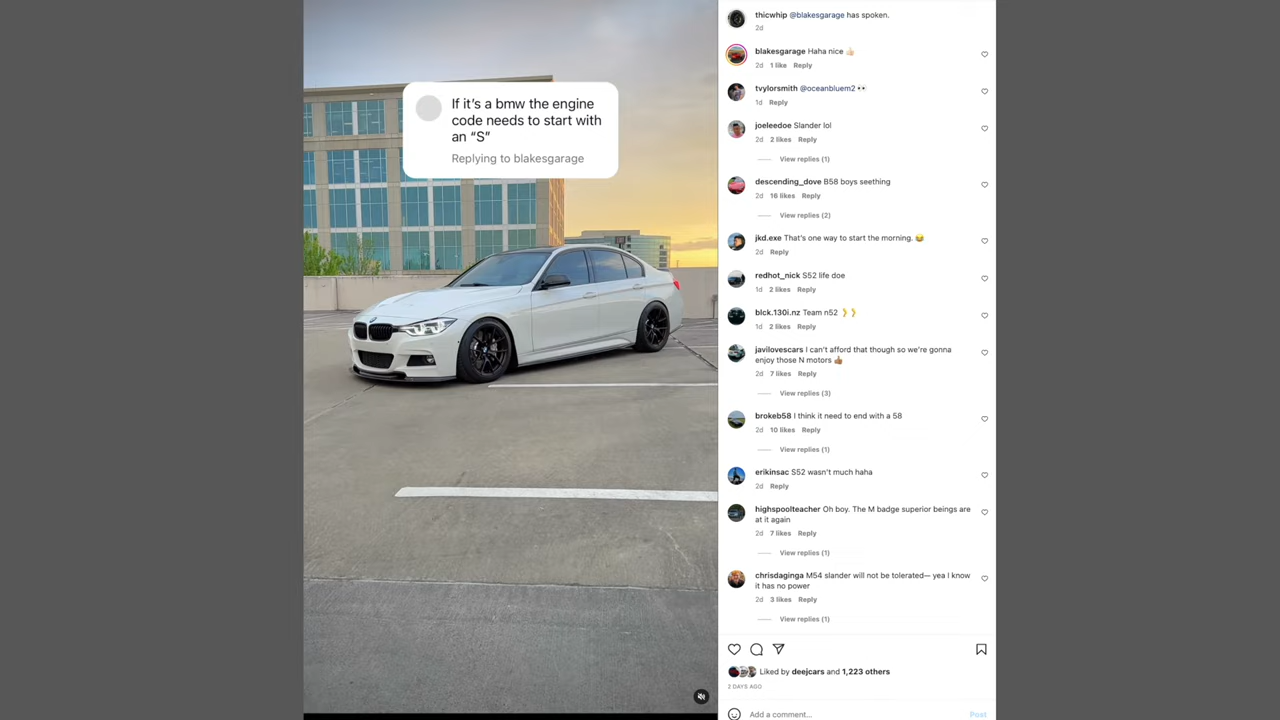 If it's a bmw the engine
code needs to start with
an “S”
Replying to blakesgarage
thicwhip @blakesgarage has spoken.
2d
blakesgarage Haha nice 👍🏻
2d 1 like Reply
tvylorsmith @oceanbluem2 👀
1d Reply
joeleedoe Slander lol
2d 2 likes Reply
View replies (1)
descending_dove B58 boys seething
2d 16 likes Reply
View replies (2)
jkd.exe That's one way to start the morning. 😂
2d Reply
redhot_nick S52 life doe
1d 2 likes Reply
blck.130i.nz Team n52
1d 2 likes Reply
javilovescars I can't afford that though so we're gonna
enjoy those N motors 👍🏾
2d 7 likes Reply
View replies (3)
brokeb58 I think it need to end with a 58
2d 10 likes Reply
View replies (1)
erikinsac S52 wasn't much haha
2d Reply
highspoolteacher Oh boy. The M badge superior beings are
at it again
2d 7 likes Reply
View replies (1)
chrisdaginga M54 slander will not be tolerated— yea I know
it has no power
2d 3 likes Reply
View replies (1)
Liked by deejcars and 1,223 others
2 DAYS AGO
Add a comment... Post